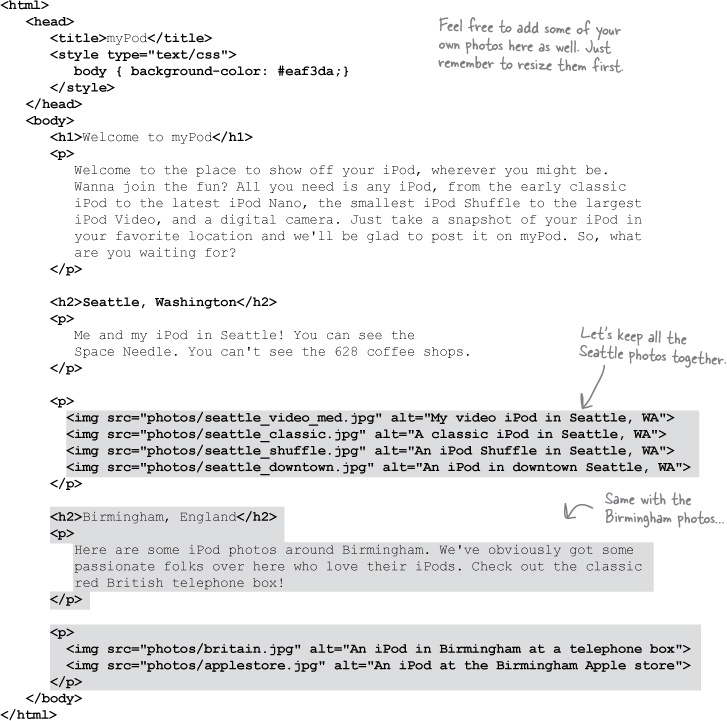 <html>
<head>
<title>myPod</title>
<style type="text/css">
body { background-color: #eaf3da;}
</style>
</head>
<body>
<h1>Welcome to myPod</h1>
<p>
Welcome to the place to show off your iPod, wherever you might be.
Wanna join the fun? All you need is any iPod, from the early classic
iPod to the latest iPod Nano, the smallest iPod Shuffle to the largest
iPod Video, and a digital camera. Just take a snapshot of your iPod in
your favorite location and we'll be glad to post it on myPod. So, what
are you waiting for?
</p>
<h2>Seattle, Washington</h2>
<p>
Me and my iPod in Seattle! You can see the
Space Needle. You can't see the 628 coffee shops.
</p>
<p>
<img src="photos/seattle_video_med.jpg" alt="My video iPod in Seattle, WA">
<img src="photos/seattle_classic.jpg" alt="A classic iPod in Seattle, WA">
<img src="photos/seattle_shuffle.jpg" alt="An iPod Shuffle in Seattle, WA">
<img src="photos/seattle_downtown.jpg" alt="An iPod in downtown Seattle, WA">
</p>
<h2>Birmingham, England</h2>
<p>
Here are some iPod photos around Birmingham. We've obviously got some
passionate folks over here who love their iPods. Check out the classic
red British telephone box!
</p>
<p>
<img src="photos/britain.jpg" alt="An iPod in Birmingham at a telephone box">
<img src="photos/applestore.jpg" alt="An iPod at the Birmingham Apple store">
</p>
</body>
</html>
Feel free to add some of your
own photos here as well. Just
remember to resize them first.
Let's keep all the
Seattle photos together.
Same with the
Birmingham photos...